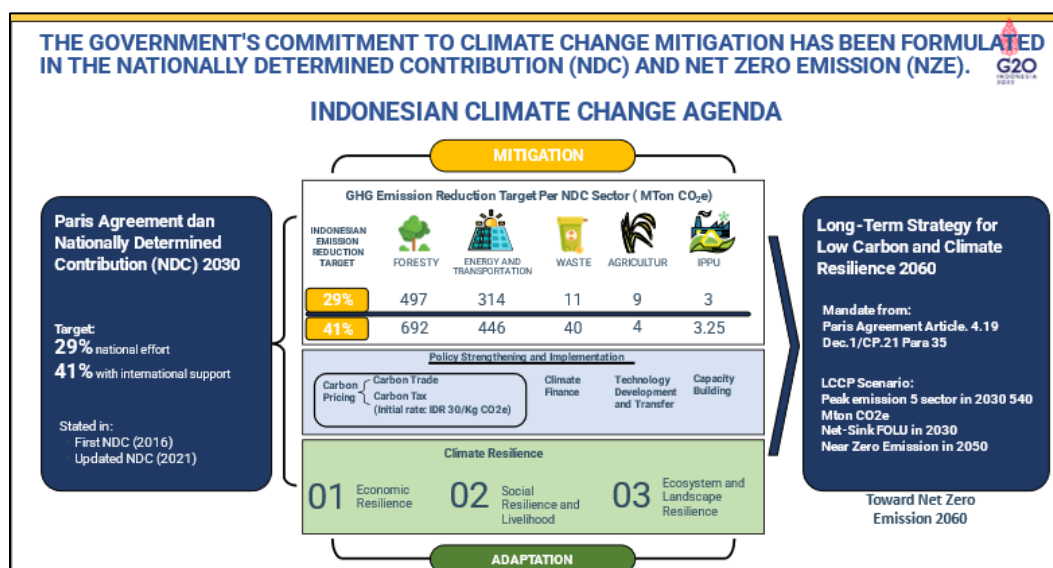 THE GOVERNMENT'S COMMITMENT TO CLIMATE CHANGE MITIGATION HAS BEEN FORMULATED
IN THE NATIONALLY DETERMINED CONTRIBUTION (NDC) AND NET ZERO EMISSION (NZE).
G20
INDONESIA
2022
INDONESIAN CLIMATE CHANGE AGENDA
MITIGATION
Paris Agreement dan
Nationally Determined
Contribution (NDC) 2030
Target:
29% national effort
41% with international support
Stated in:
First NDC (2016)
Updated NDC (2021)
GHG Emission Reduction Target Per NDC Sector ( MTon CO₂e)
INDONESIAN
EMISSION
REDUCTION
TARGET
FORESTY
ENERGY AND
TRANSPORTATION
WASTE
AGRICULTUR
IPPU
29% 497 314 11 9 3
41% 692 446 40 4 3.25
Policy Strengthening and Implementation
Carbon
Pricing
Carbon Trade
Carbon Tax
(Initial rate: IDR 30/Kg CO2e)
Climate
Finance
Technology
Development
and Transfer
Capacity
Building
Climate Resilience
01 Economic
Resilience
02 Social
Resilience and
Livelihood
03 Ecosystem and
Landscape
Resilience
ADAPTATION
Long-Term Strategy for
Low Carbon and Climate
Resilience 2060
Mandate from:
Paris Agreement Article. 4.19
Dec.1/CP.21 Para 35
LCCP Scenario:
Peak emission 5 sector in 2030 540
Mton CO2e
Net-Sink FOLU in 2030
Near Zero Emission in 2050
Toward Net Zero
Emission 2060